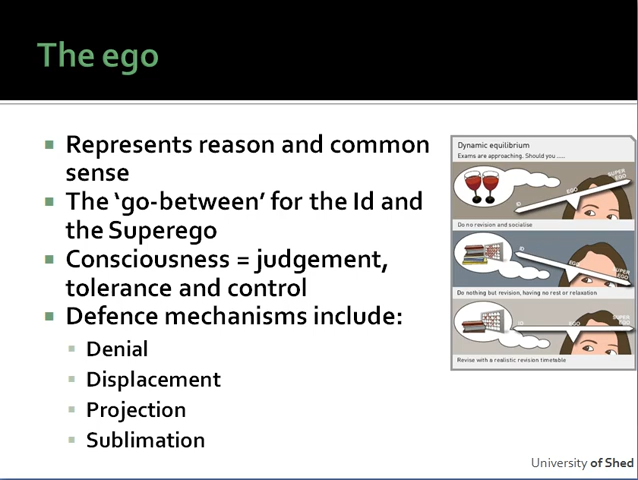 The ego
Represents reason and common
sense
The ‘go-between’ for the Id and
the Superego
Consciousness = judgement,
tolerance and control
Defence mechanisms include:
Denial
Displacement
Projection
Sublimation
Dynamic equilibrium
Exams are approaching. Should you .....
ID
EGO
SUPER
EGO
Do no revision and socialise
ID
EGO
SUPER
EGO
Do nothing but revision, having no rest or relaxation
ID
EGO
SUPER
EGO
Revise with a realistic revision timetable
University of Shed